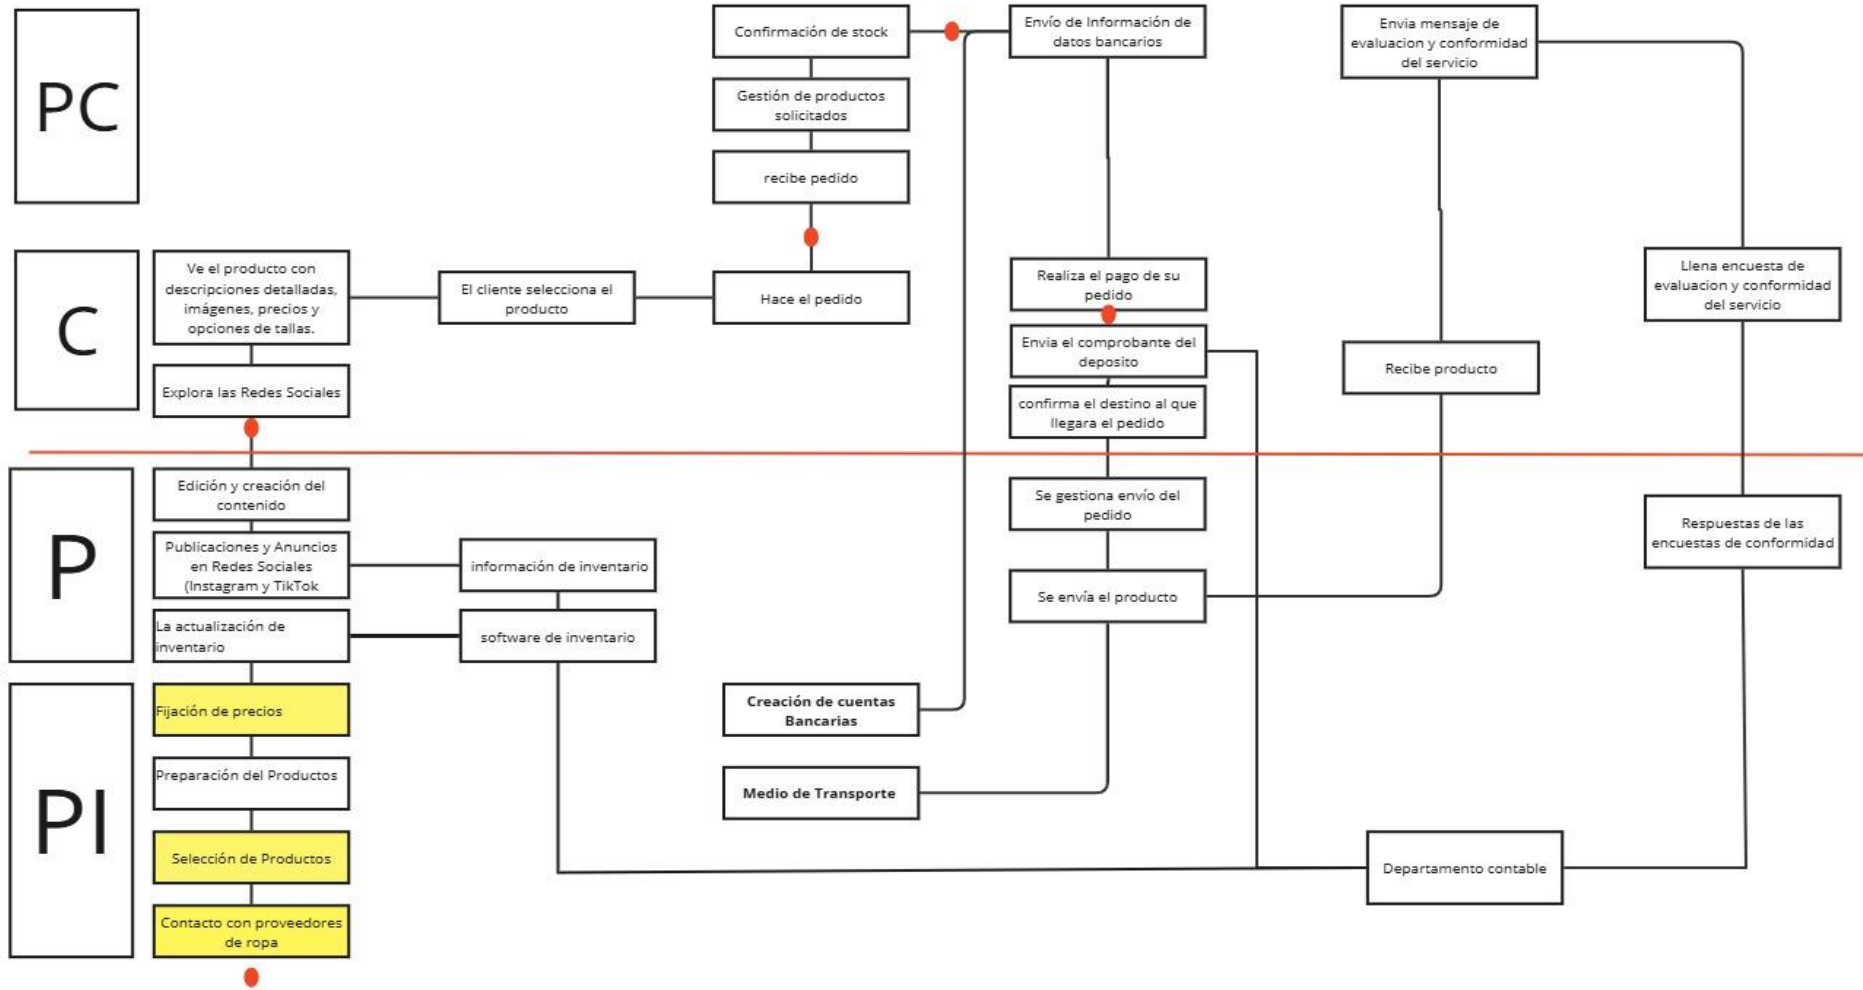 PC
Confirmación de stock
Gestión de productos
solicitados
recibe pedido
Envío de Información de
datos bancarios
Envia mensaje de
evaluacion y conformidad
del servicio
C
Ve el producto con
descripciones detalladas,
imágenes, precios y
opciones de tallas.
Explora las Redes Sociales
El cliente selecciona el
producto
Hace el pedido
Realiza el pago de su
pedido
Envia el comprobante del
deposito
confirma el destino al que
llegara el pedido
Recibe producto
Llena encuesta de
evaluacion y conformidad
del servicio
P
Edición y creación del
contenido
Publicaciones y Anuncios
en Redes Sociales
(Instagram y TikTok
La actualización de
inventario
información de inventario
software de inventario
Se gestiona envío del
pedido
Se envía el producto
Respuestas de las
encuestas de conformidad
PI
Fijación de precios
Preparación del Productos
Selección de Productos
Contacto con proveedores
de ropa
Creación de cuentas
Bancarias
Medio de Transporte
Departamento contable